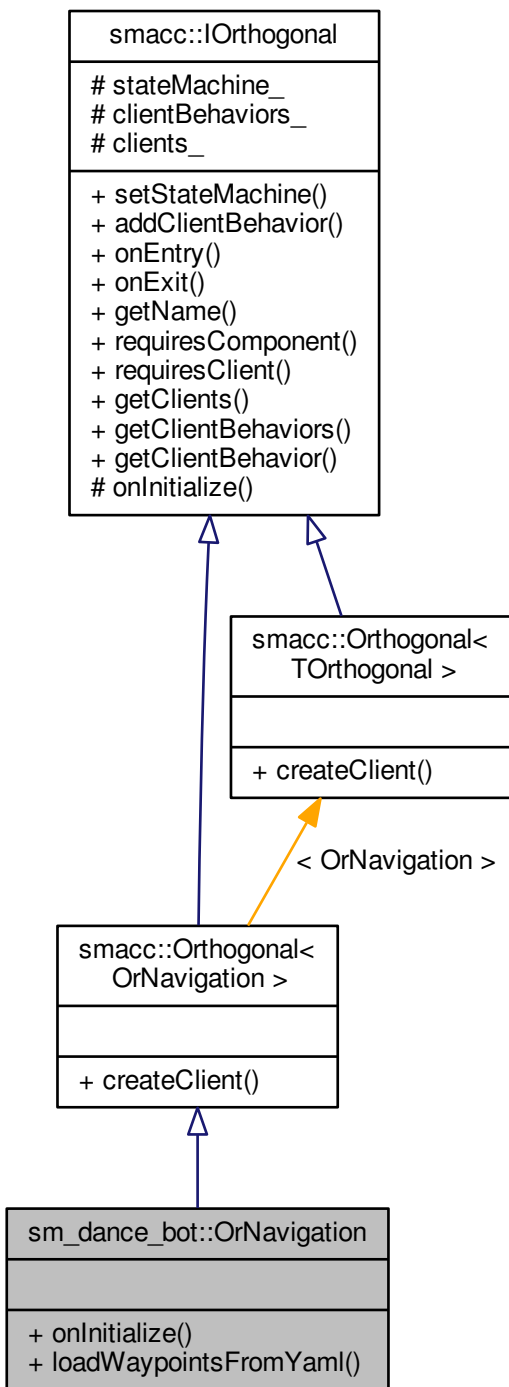 smacc::IOrthogonal
# stateMachine_
# clientBehaviors_
# clients_
+ setStateMachine()
+ addClientBehavior()
+ onEntry()
+ onExit()
+ getName()
+ requiresComponent()
+ requiresClient()
+ getClients()
+ getClientBehaviors()
+ getClientBehavior()
# onInitialize()
smacc::Orthogonal<
TOrthogonal >
+ createClient()
< OrNavigation >
smacc::Orthogonal<
OrNavigation >
+ createClient()
sm_dance_bot::OrNavigation
+ onInitialize()
+ loadWaypointsFromYaml()